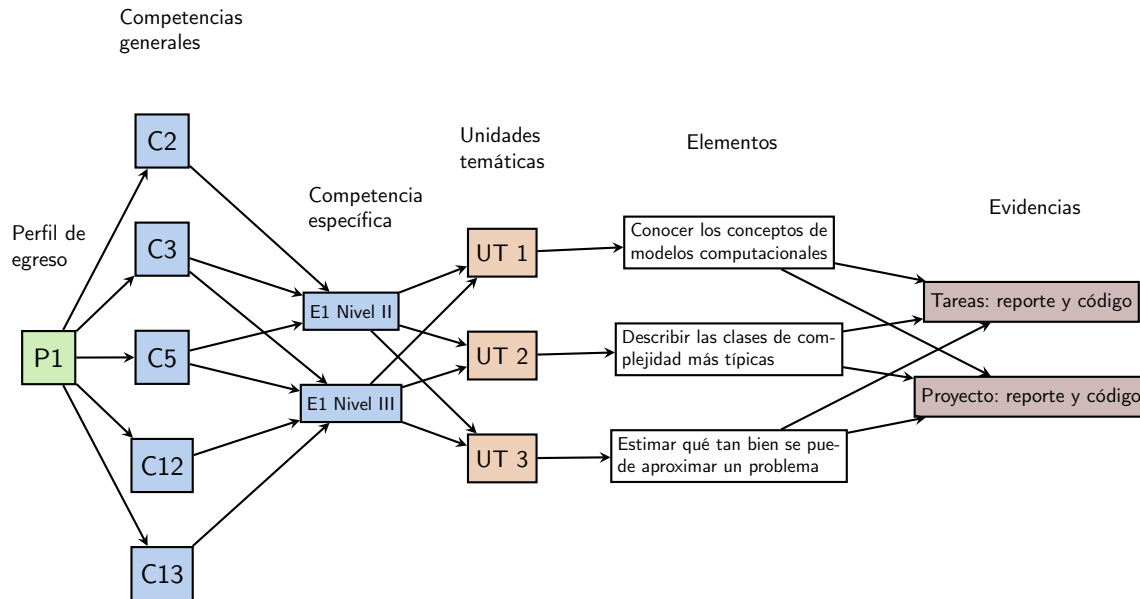 Competencias
generales
C2
Unidades
temáticas
Elementos
Competencia
específica
Evidencias
Perfil de
egreso
C3
UT 1
Conocer los conceptos de
modelos computacionales
E1 Nivel II
Tareas: reporte y código
P1
C5
UT 2
Describir las clases de com-
plejidad más típicas
E1 Nivel III
Proyecto: reporte y código
C12
UT 3
Estimar qué tan bien se pue-
de aproximar un problema
C13